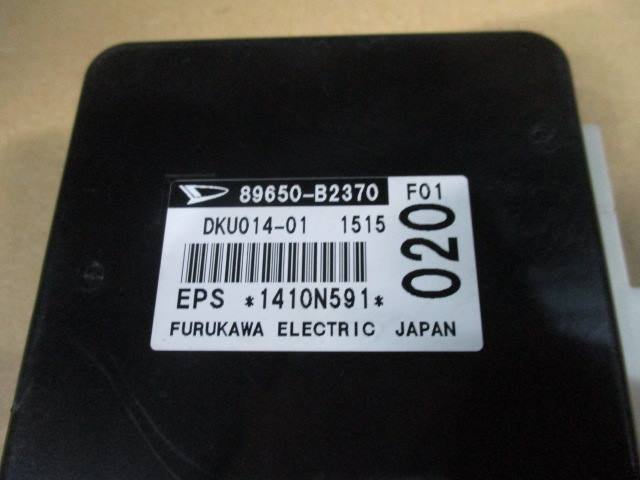 89650-B2370 F01
DKU014-01 1515
020
EPS *1410N591*
FURUKAWA ELECTRIC JAPAN